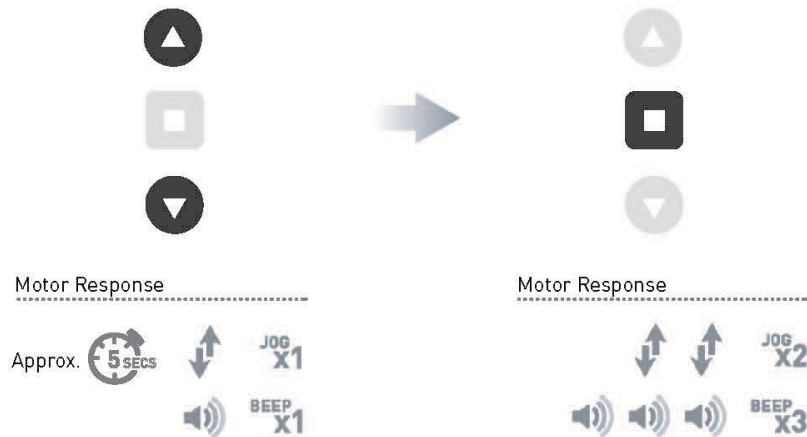 Motor Response
Approx. 5 SECS JOG X1
BEEP X1
Motor Response
JOG X2
BEEP X3